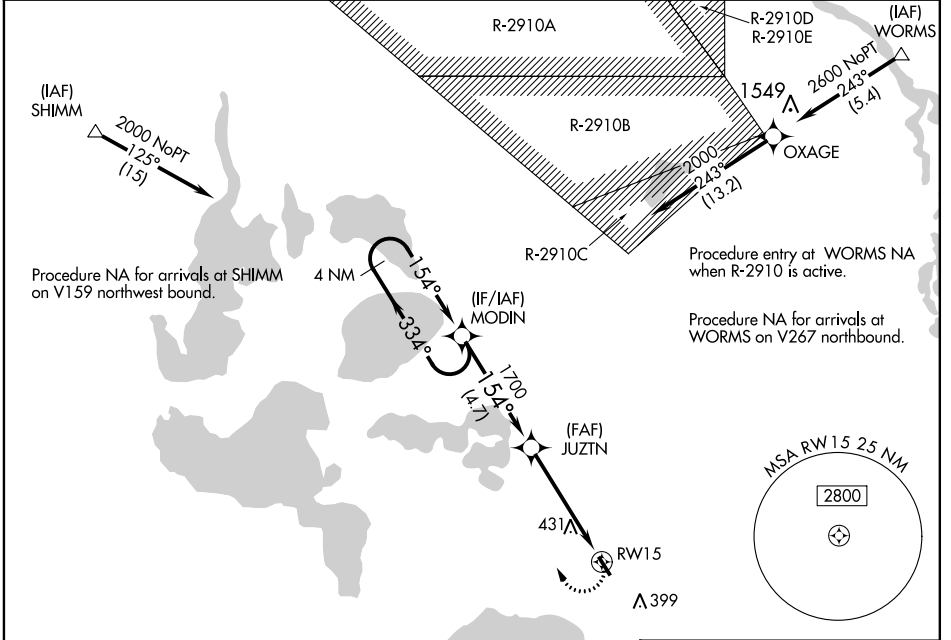 R-2910A
R-2910D
R-2910E
(IAF)
WORMS
(IAF)
SHIMM
2000 NoPT
125°
(15)
2600 NoPT
243°
(5.4)
1549
OXAGE
R-2910B
2000
243°
(13.2)
R-2910C
Procedure NA for arrivals at SHIMM
on V159 northwest bound.
4 NM
154°
334°
(IF/IAF)
MODIN
Procedure entry at WORMS NA
when R-2910 is active.
Procedure NA for arrivals at
WORMS on V267 northbound.
1700
154°
(4.7)
(FAF)
JUZTN
MSA RW15 25 NM
2800
431
RW15
399